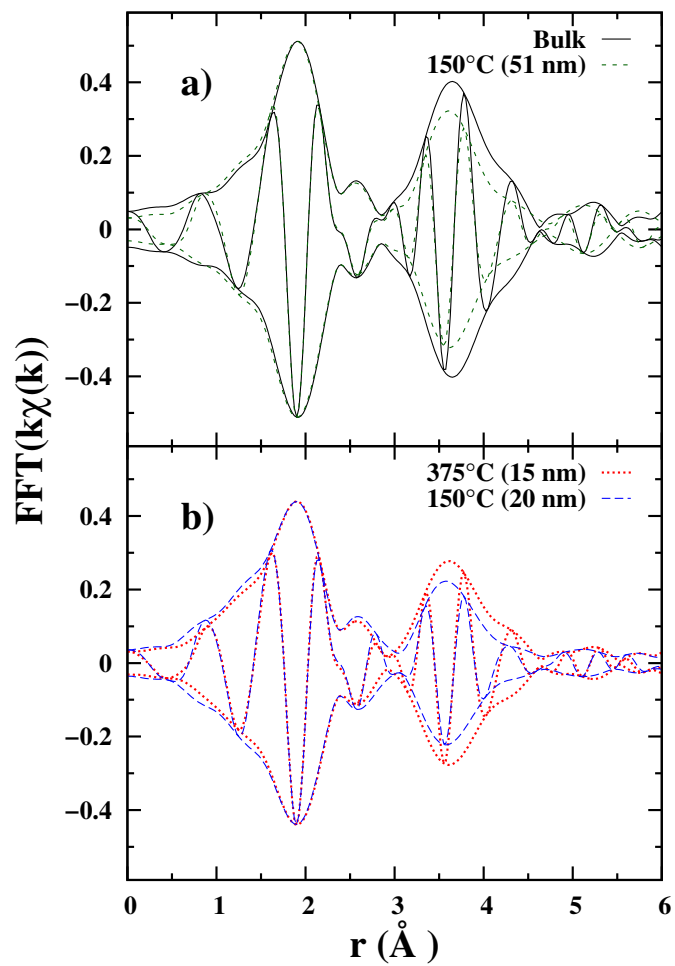 Bulk
150°C (51 nm)
a)
0.4
0.2
0
−0.2
−0.4
FFT(kχ(k))
375°C (15 nm)
150°C (20 nm)
b)
0.4
0.2
0
−0.2
−0.4
0 1 2 3 4 5 6
r (Å)